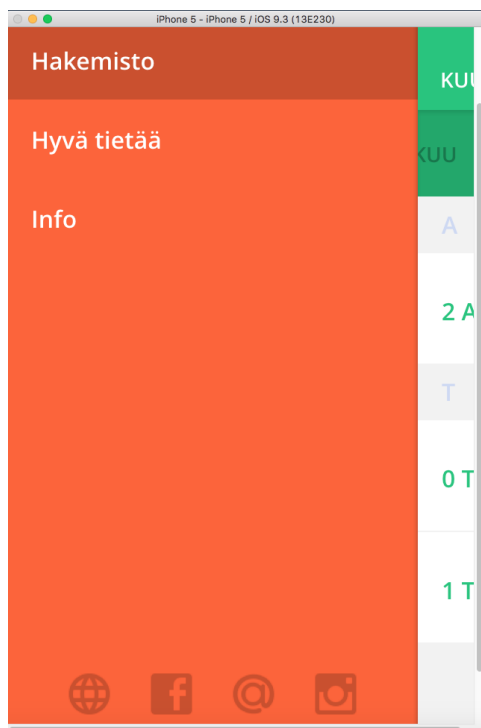 iPhone 5 - iPhone 5 / iOS 9.3 (13E230)
Hakemisto
Hyvä tietää
Info
KUU
KUU
A
2 A
T
0 T
1 T